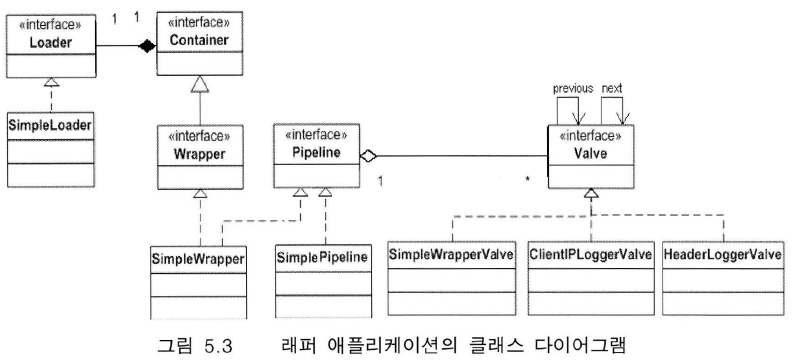 1 1
«interface»
Loader
«interface»
Container
SimpleLoader
previous next
«interface»
Wrapper
«interface»
Pipeline
«interface»
Valve
1 *
SimpleWrapper
SimplePipeline
SimpleWrapperValve
ClientIPLoggerValve
HeaderLoggerValve
그림 5.3 래퍼 애플리케이션의 클래스 다이어그램